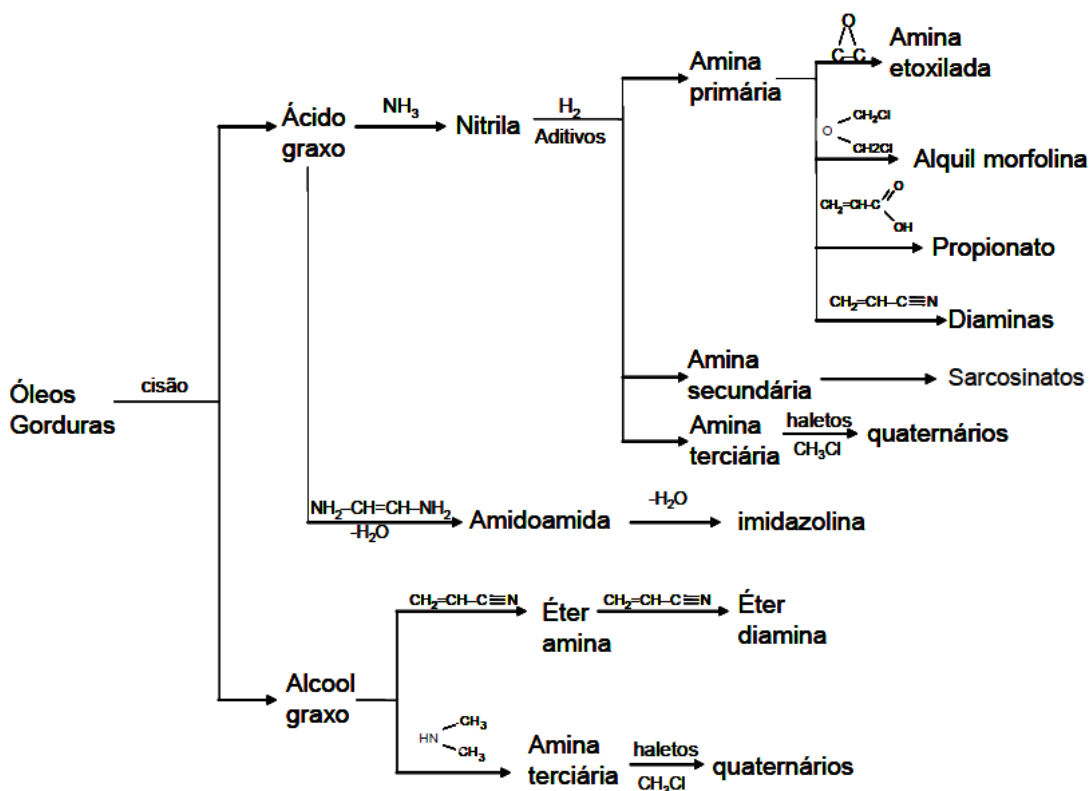 O
C–C
Amina
etoxilada
Amina
primária
Ácido
graxo
NH3
Nitrila
H2
Aditivos
O
CH2Cl
CH2Cl
Alquil morfolina
CH2=CH–C
O
OH
Propionato
CH2=CH–C≡N
Diaminas
Óleos
Gorduras
cisão
Amina
secundária
Sarcosinatos
Amina
terciária
haletos
CH3Cl
quaternários
NH2–CH=CH–NH2
–H2O
Amidoamida
–H2O
imidazolina
CH2=CH–C≡N
Éter
amina
CH2=CH–C≡N
Éter
diamina
Alcool
graxo
HN
CH3
CH3
Amina
terciária
haletos
CH3Cl
quaternários